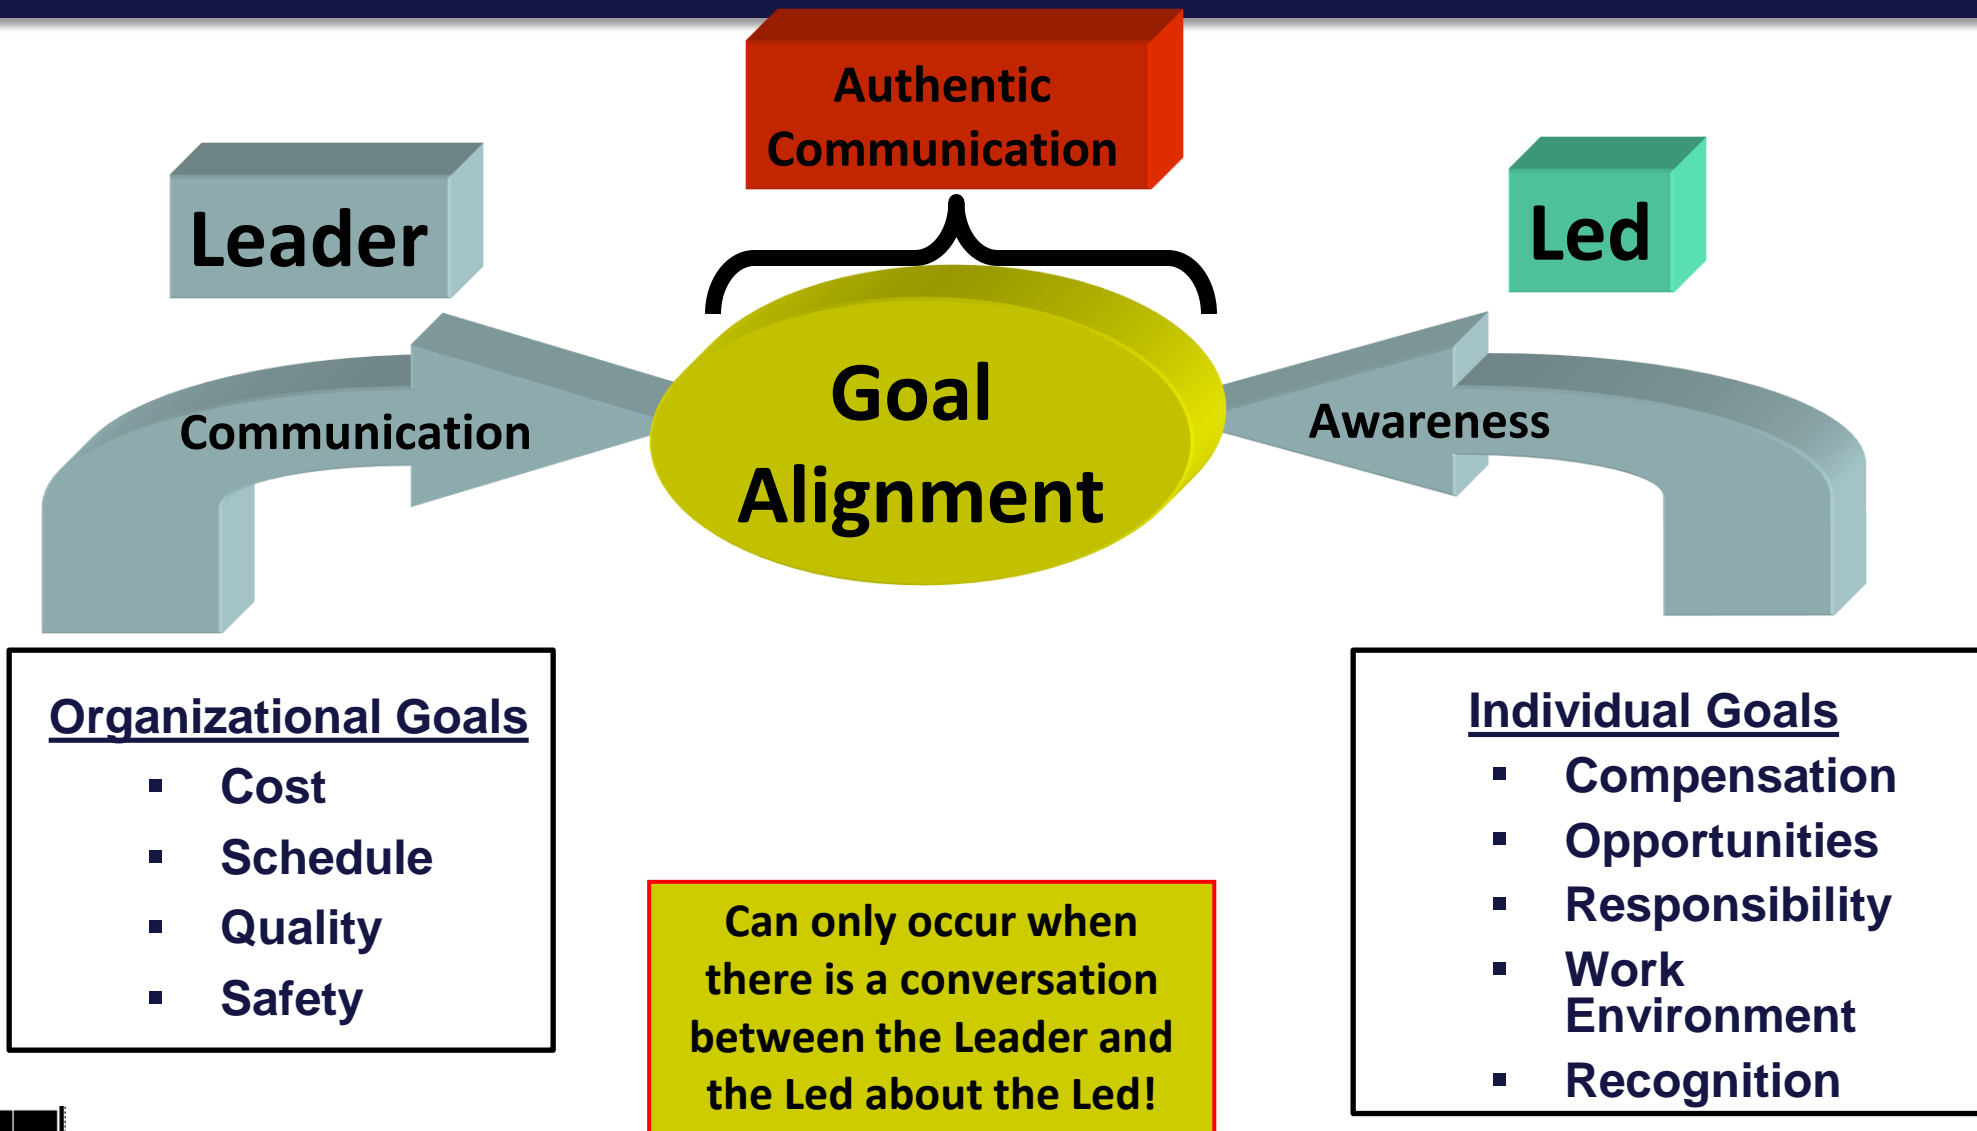 Authentic
Communication
Leader
Led
Communication
Goal
Alignment
Awareness
Organizational Goals
▪ Cost
▪ Schedule
▪ Quality
▪ Safety
Can only occur when
there is a conversation
between the Leader and
the Led about the Led!
Individual Goals
▪ Compensation
▪ Opportunities
▪ Responsibility
▪ Work
Environment
▪ Recognition